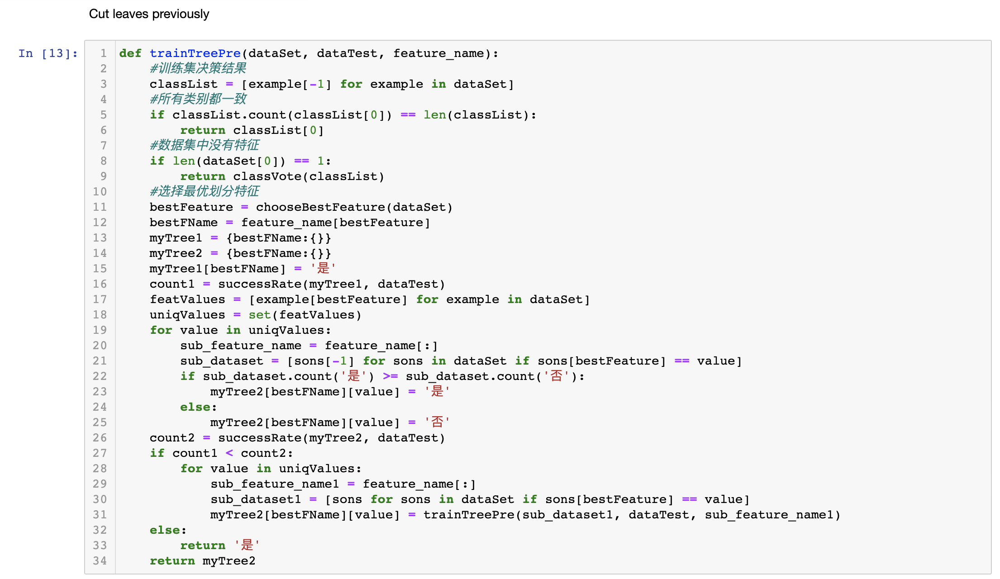 Cut leaves previously
In [13]:
1 def trainTreePre(dataSet, dataTest, feature_name):
2     #训练集决策结果
3     classList = [example[-1] for example in dataSet]
4     #所有类别都一致
5     if classList.count(classList[0]) == len(classList):
6         return classList[0]
7     #数据集中没有特征
8     if len(dataSet[0]) == 1:
9         return classVote(classList)
10     #选择最优划分特征
11     bestFeature = chooseBestFeature(dataSet)
12     bestFName = feature_name[bestFeature]
13     myTree1 = {bestFName:{}}
14     myTree2 = {bestFName:{}}
15     myTree1[bestFName] = '是'
16     count1 = successRate(myTree1, dataTest)
17     featValues = [example[bestFeature] for example in dataSet]
18     uniqValues = set(featValues)
19     for value in uniqValues:
20         sub_feature_name = feature_name[:]
21         sub_dataset = [sons[-1] for sons in dataSet if sons[bestFeature] == value]
22         if sub_dataset.count('是') >= sub_dataset.count('否'):
23             myTree2[bestFName][value] = '是'
24         else:
25             myTree2[bestFName][value] = '否'
26     count2 = successRate(myTree2, dataTest)
27     if count1 < count2:
28         for value in uniqValues:
29             sub_feature_name1 = feature_name[:]
30             sub_dataset1 = [sons for sons in dataSet if sons[bestFeature] == value]
31             myTree2[bestFName][value] = trainTreePre(sub_dataset1, dataTest, sub_feature_name1)
32     else:
33         return '是'
34     return myTree2